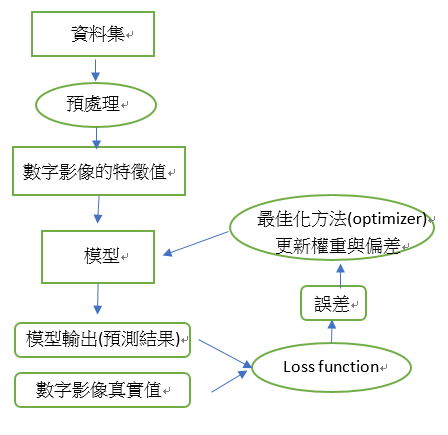 資料集
預處理
數字影像的特徵值
最佳化方法(optimizer)
更新權重與偏差
模型
誤差
模型輸出(預測結果)
Loss function
數字影像真實值